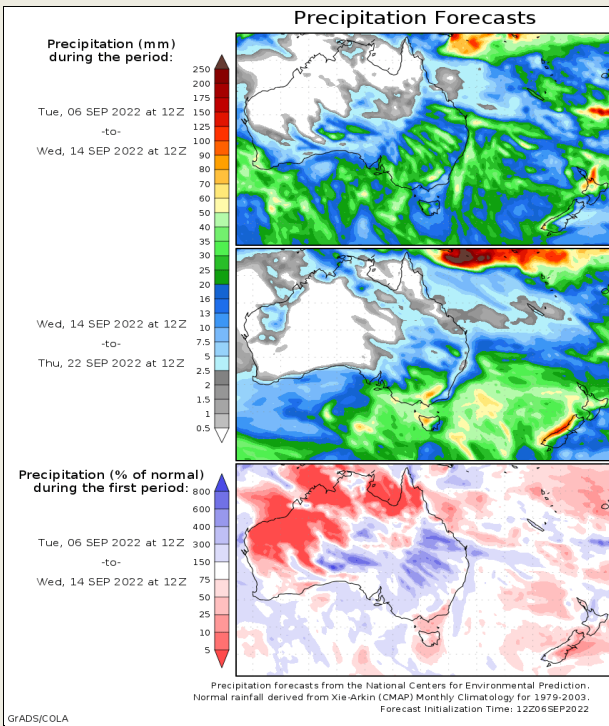 Precipitation Forecasts
Precipitation (mm)
during the period:
Tue, 06 SEP 2022 at 12Z
-to-
Wed, 14 SEP 2022 at 12Z
250
200
175
150
125
100
90
80
70
60
50
40
35
30
25
20
16
13
10
7.5
5
2.5
2
1.5
1
0.5
Wed, 14 SEP 2022 at 12Z
-to-
Thu, 22 SEP 2022 at 12Z
Precipitation (% of normal)
during the first period:
Tue, 06 SEP 2022 at 12Z
-to-
Wed, 14 SEP 2022 at 12Z
800
600
400
300
150
75
50
25
10
5
Precipitation forecasts from the National Centers for Environmental Prediction.
Normal rainfall derived from Xie-Arkin (CMAP) Monthly Climatology for 1979-2003.
Forecast Initialization Time: 12Z06SEP2022
GrADS/COLA